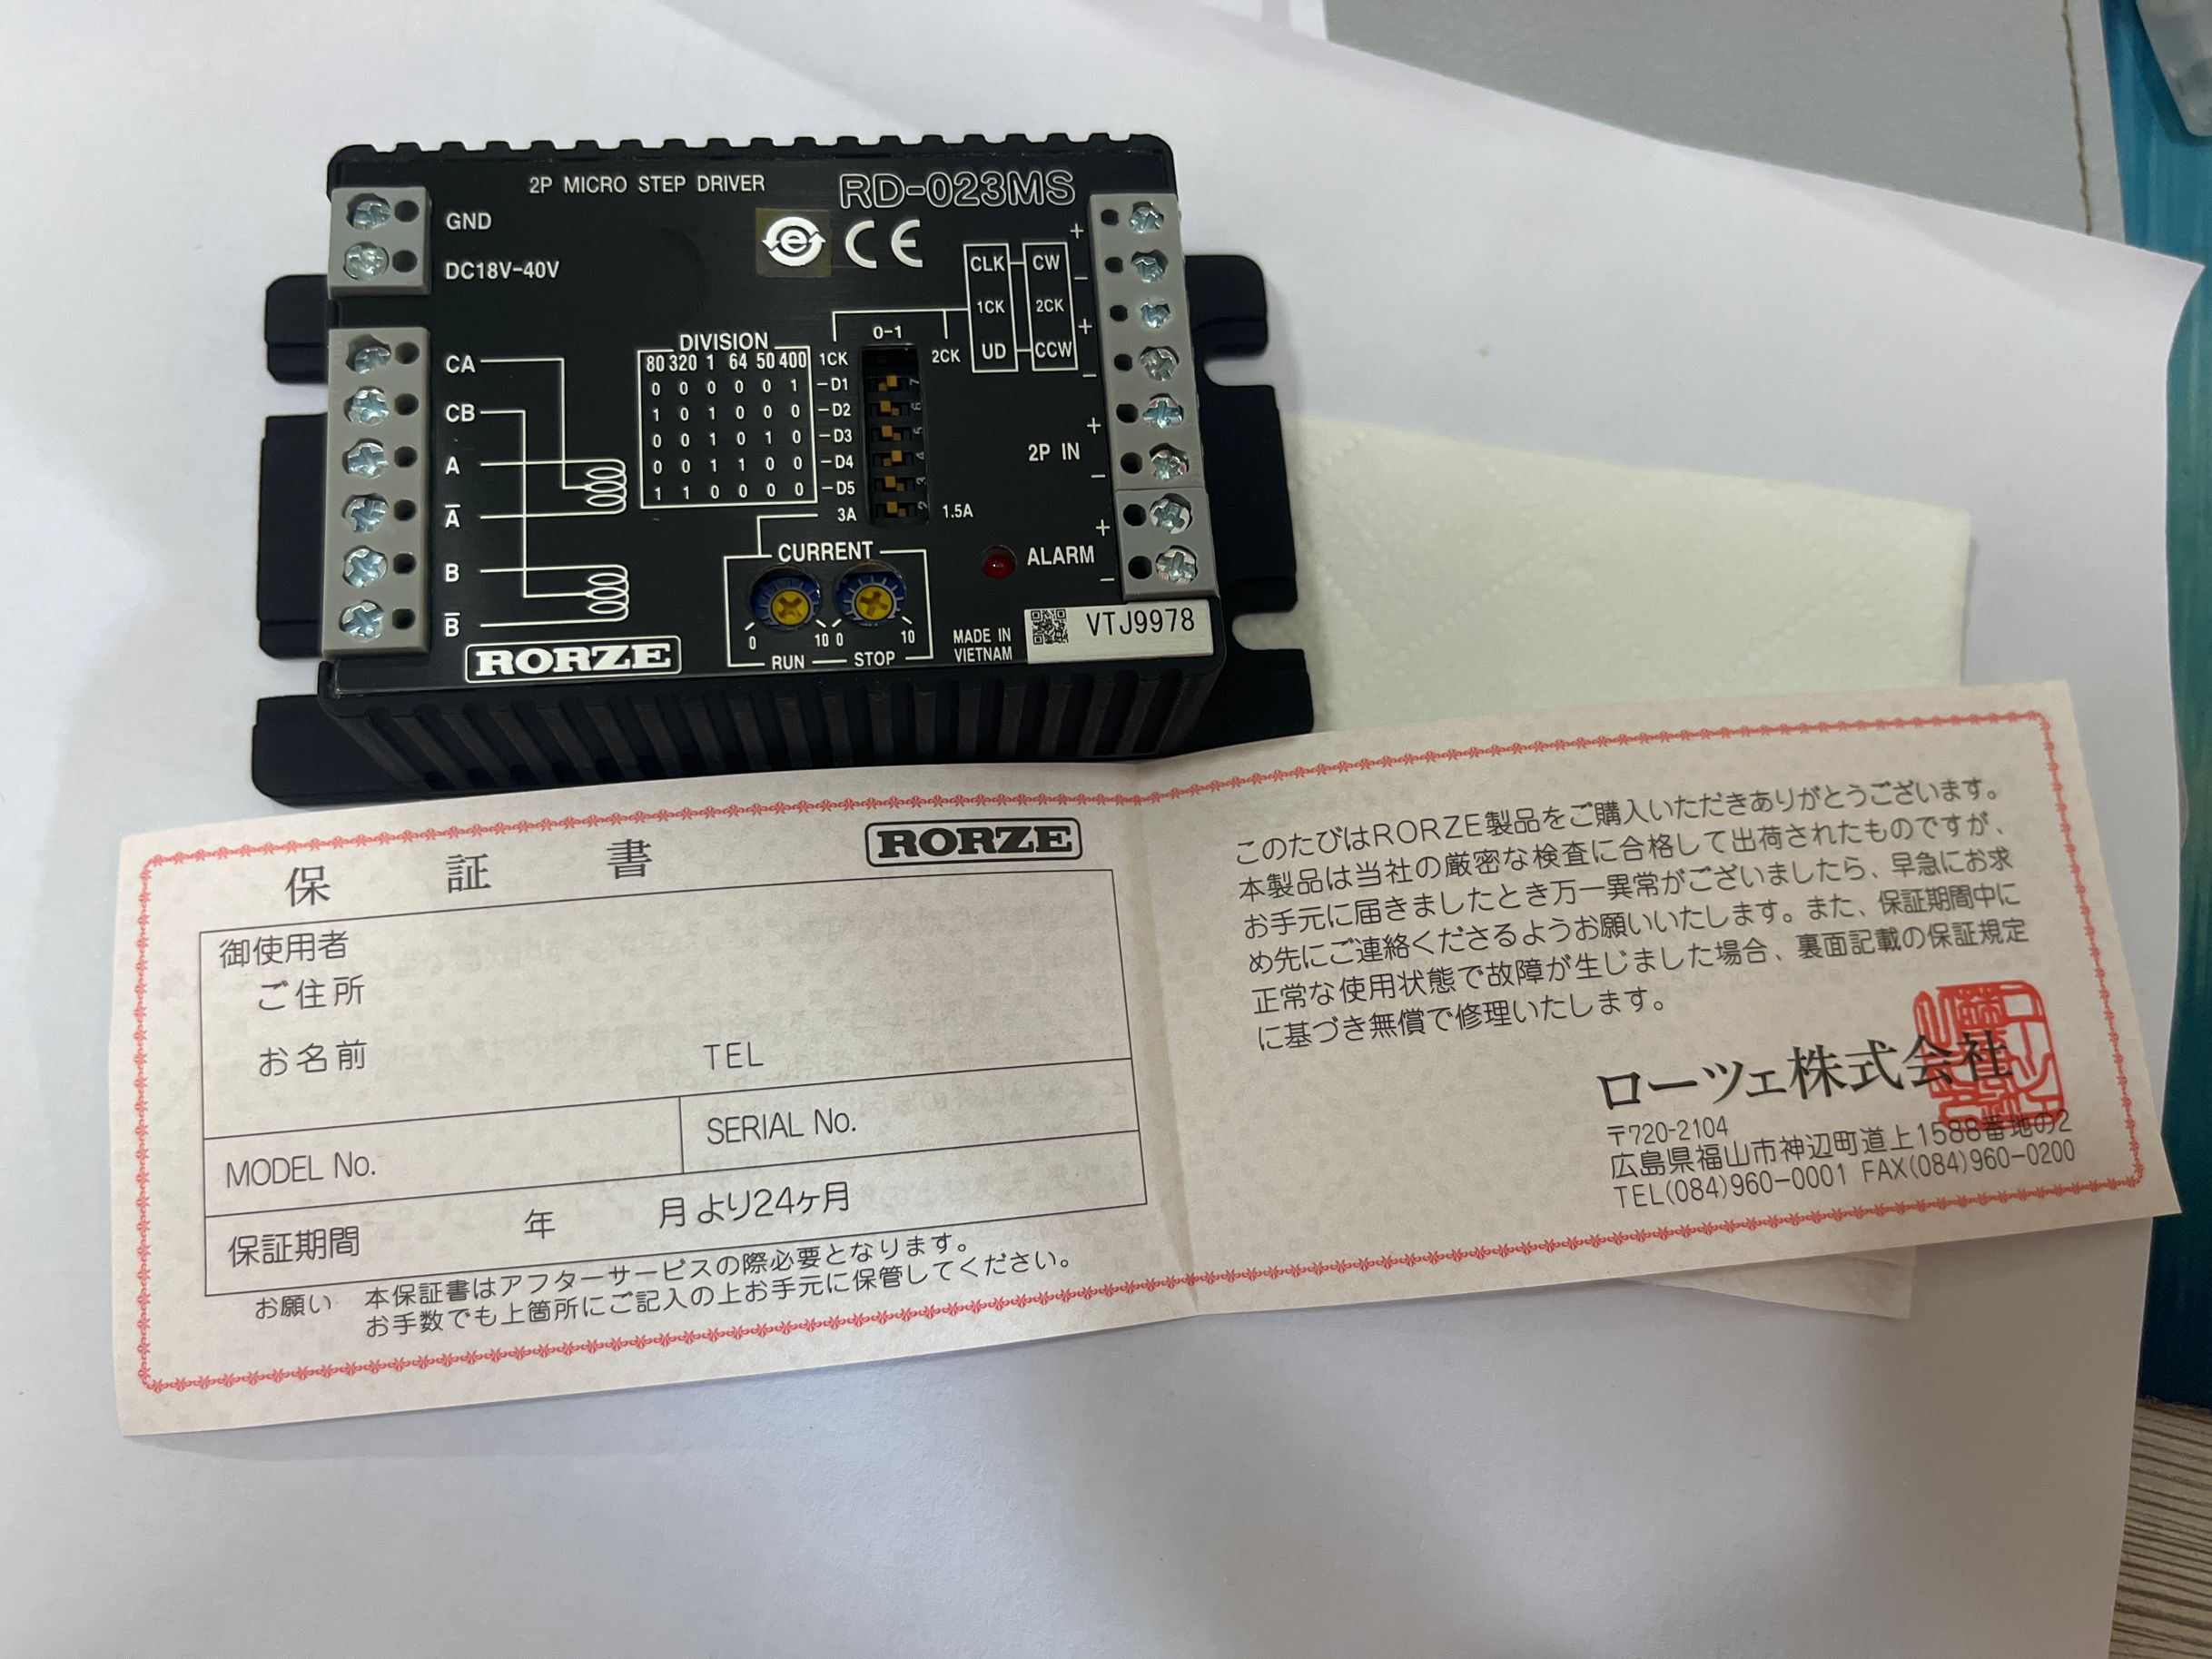 2P MICRO STEP DRIVER RD-023MS
GND
DC18V-40V
CA
CB
A
A̅
B
B̅
RORZE
e CE
DIVISION
80 320 1 64 50 400
0 0 0 0 0 1
1 0 1 0 0 0
0 0 1 0 1 0
0 0 1 1 0 0
1 1 0 0 0 0
0-1
1CK 2CK
-D1 7
-D2 6
-D3 5
-D4 4
-D5 3
3A 2 1.5A
CLK CW
1CK 2CK
UD CCW
+
-
+
-
+
2P IN
-
+
ALARM
-
CURRENT
0 10 0 10
RUN STOP
MADE IN
VIETNAM
VTJ9978
保証書 RORZE
御使用者
ご住所
お名前 TEL
MODEL No. SERIAL No.
保証期間 年 月より24ヶ月
お願い 本保証書はアフターサービスの際必要となります。
お手数でも上箇所にご記入の上お手元に保管してください。
このたびはRORZE製品をご購入いただきありがとうございます。
本製品は当社の厳密な検査に合格して出荷されたものですが、
お手元に届きましたとき万一異常がございましたら、早急にお求
め先にご連絡くださるようお願いいたします。また、保証期間中に
正常な使用状態で故障が生じました場合、裏面記載の保証規定
に基づき無償で修理いたします。
ローツェ株式会社
〒720-2104
広島県福山市神辺町道上1588番地の2
TEL(084)960-0001 FAX(084)960-0200